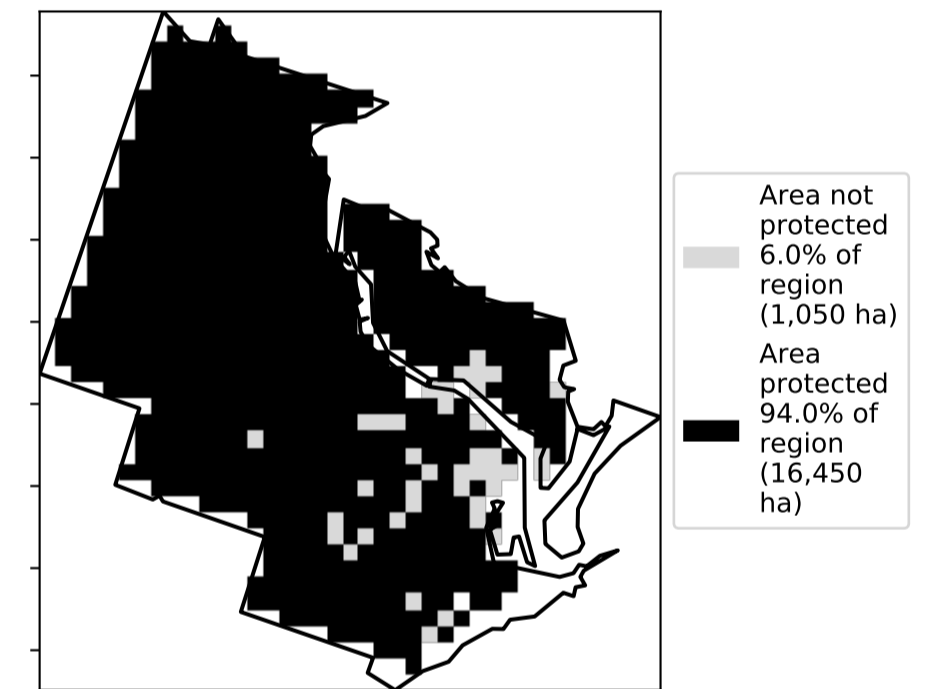 Area not
protected
6.0% of
region
(1,050 ha)
Area
protected
94.0% of
region
(16,450
ha)